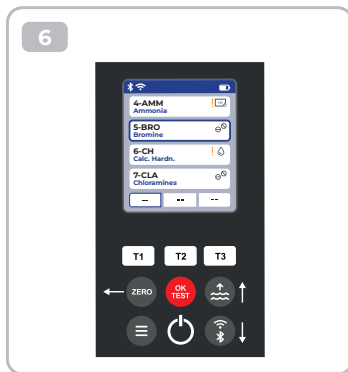 6
4-AMM
Ammonia
5-BRO
Bromine
6-CH
Calc. Hardn.
7-CLA
Chloramines
T1 T2 T3
ZERO OK TEST